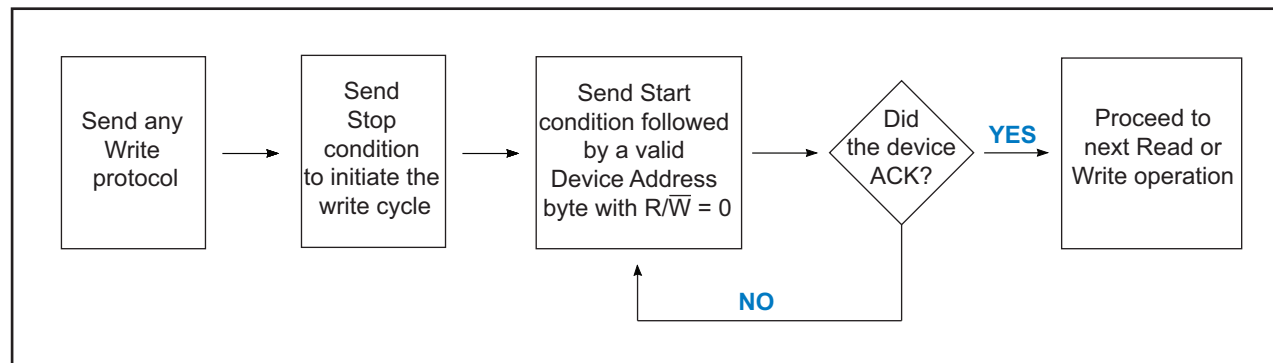 Send any
Write
protocol
Send
Stop
condition
to initiate the
write cycle
Send Start
condition followed
by a valid
Device Address
byte with R/W̅ = 0
Did
the device
ACK?
YES
NO
Proceed to
next Read or
Write operation